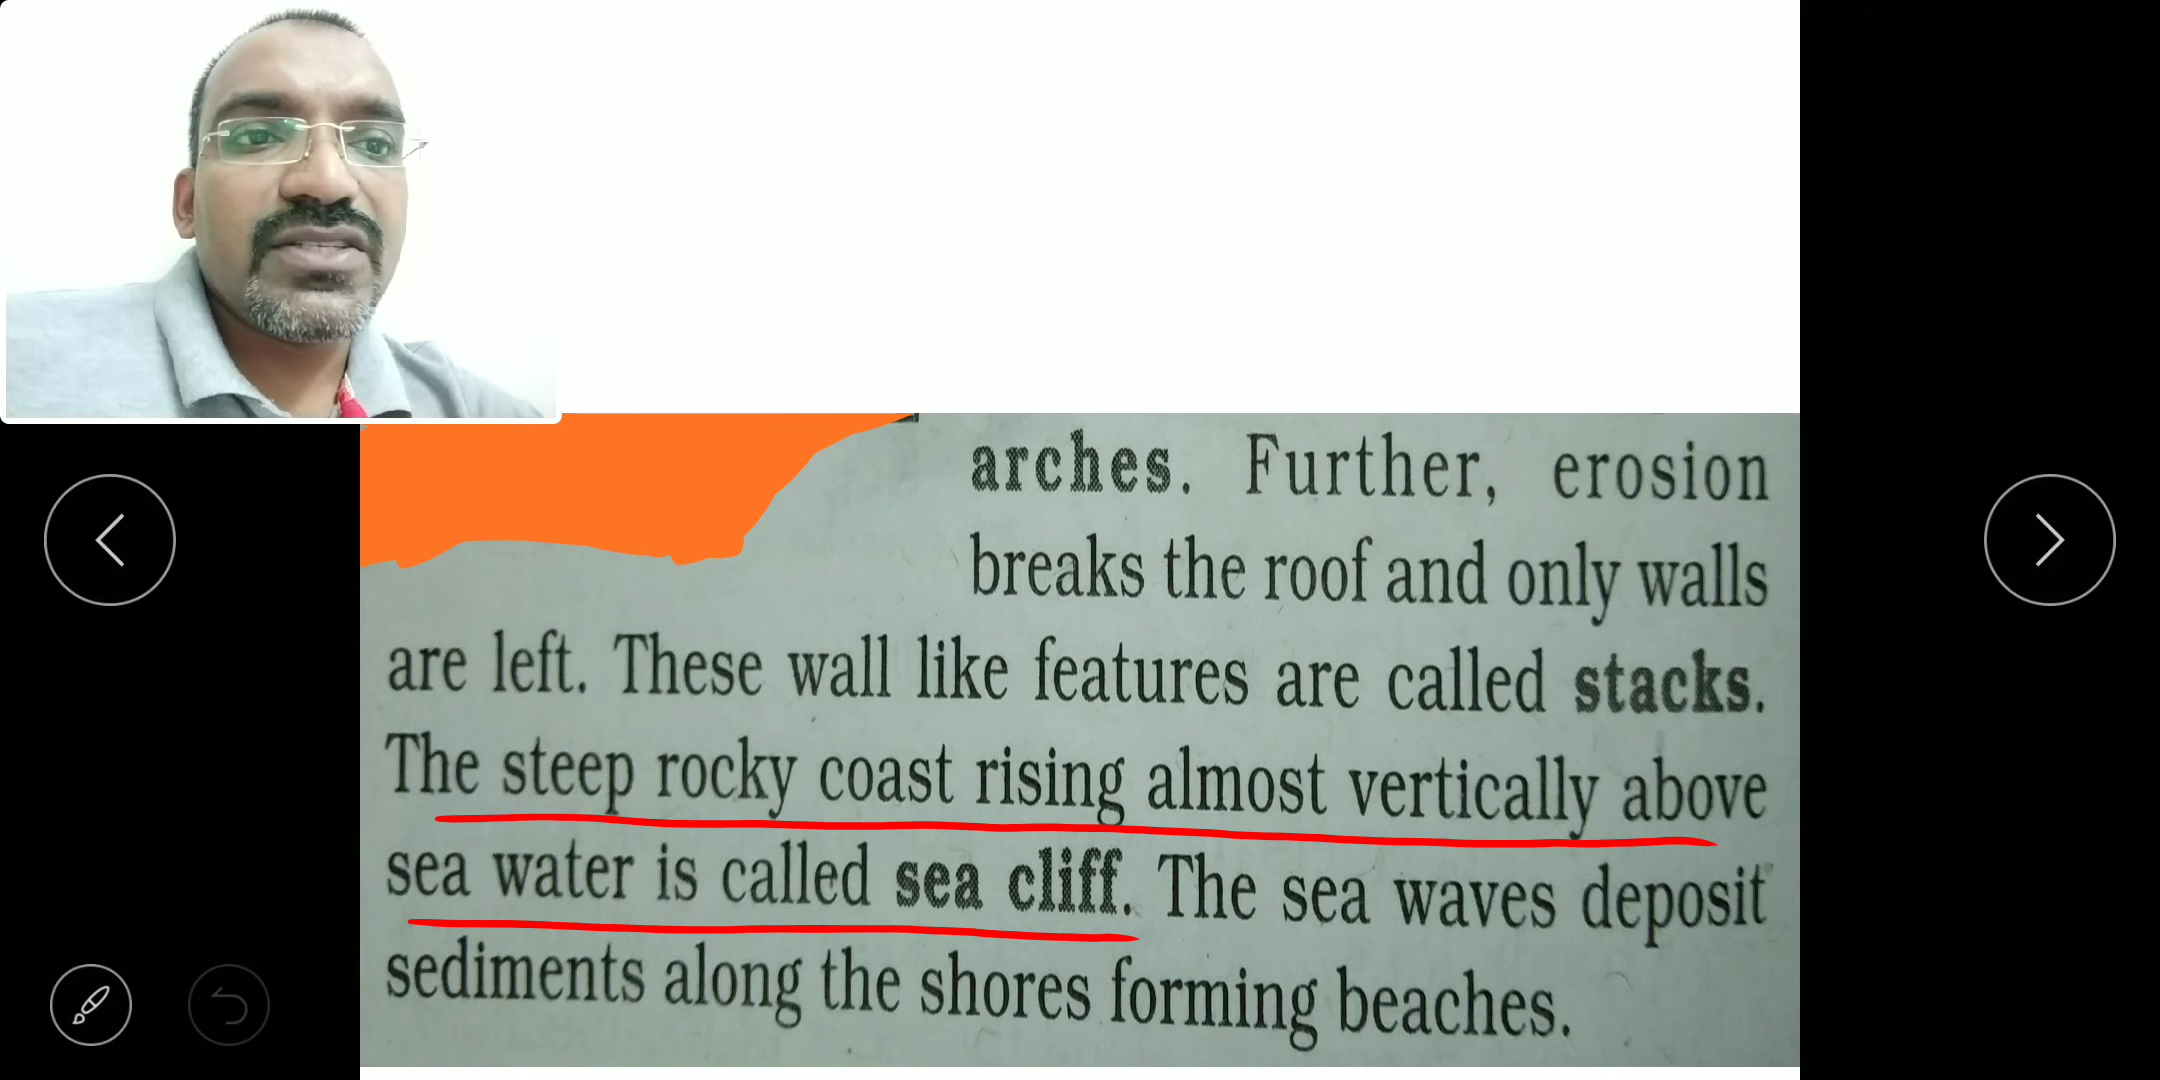 arches. Further, erosion
breaks the roof and only walls
are left. These wall like features are called stacks.
The steep rocky coast rising almost vertically above
sea water is called sea cliff. The sea waves deposit
sediments along the shores forming beaches.